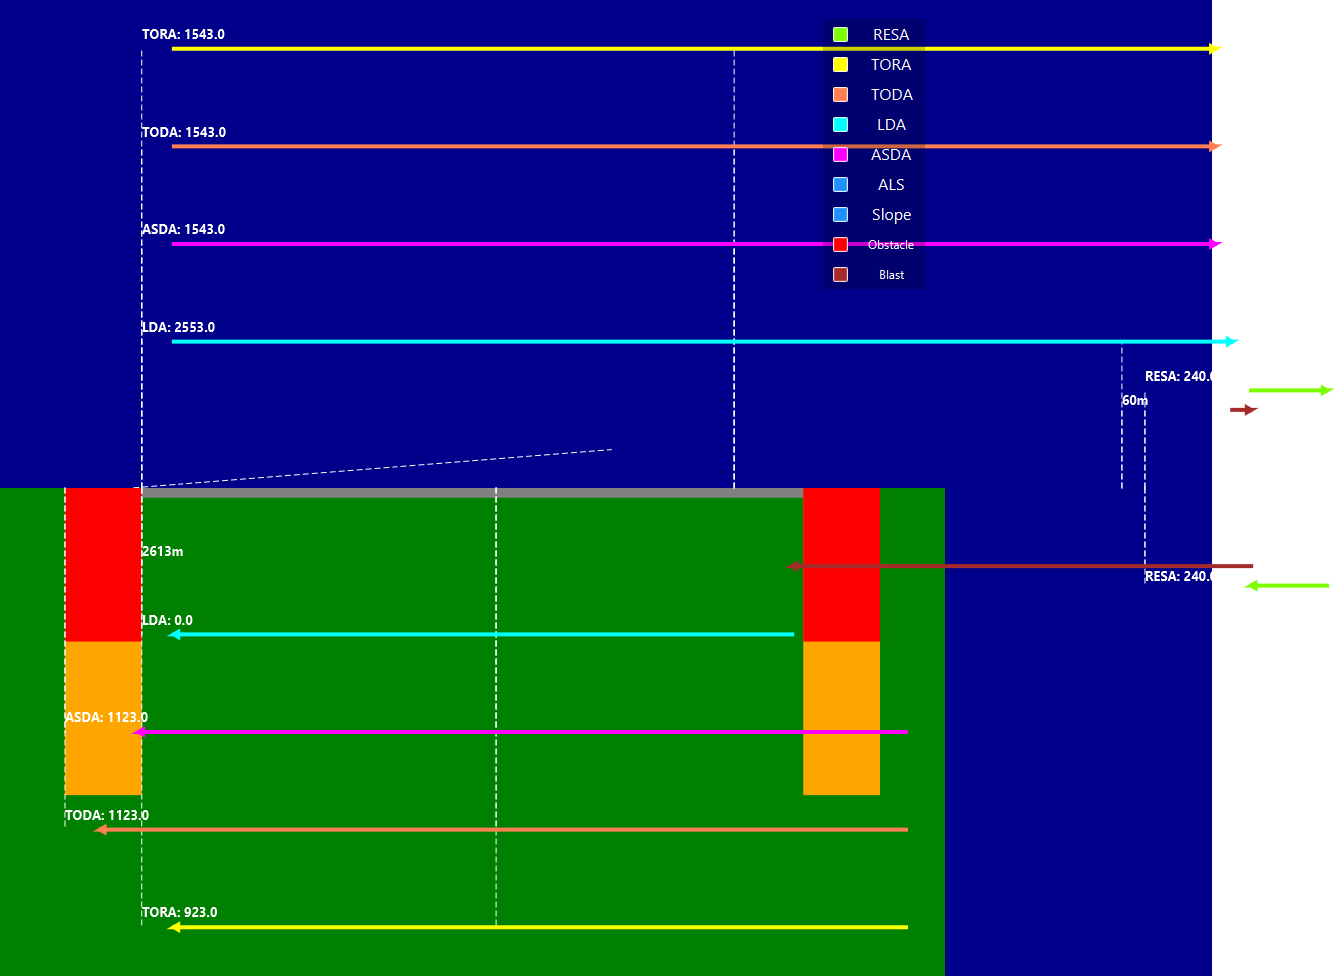 TORA: 1543.0
TODA: 1543.0
ASDA: 1543.0
LDA: 2553.0
RESA
TORA
TODA
LDA
ASDA
ALS
Slope
Obstacle
Blast
RESA: 240.0
60m
2613m
RESA: 240.0
LDA: 0.0
ASDA: 1123.0
TODA: 1123.0
TORA: 923.0